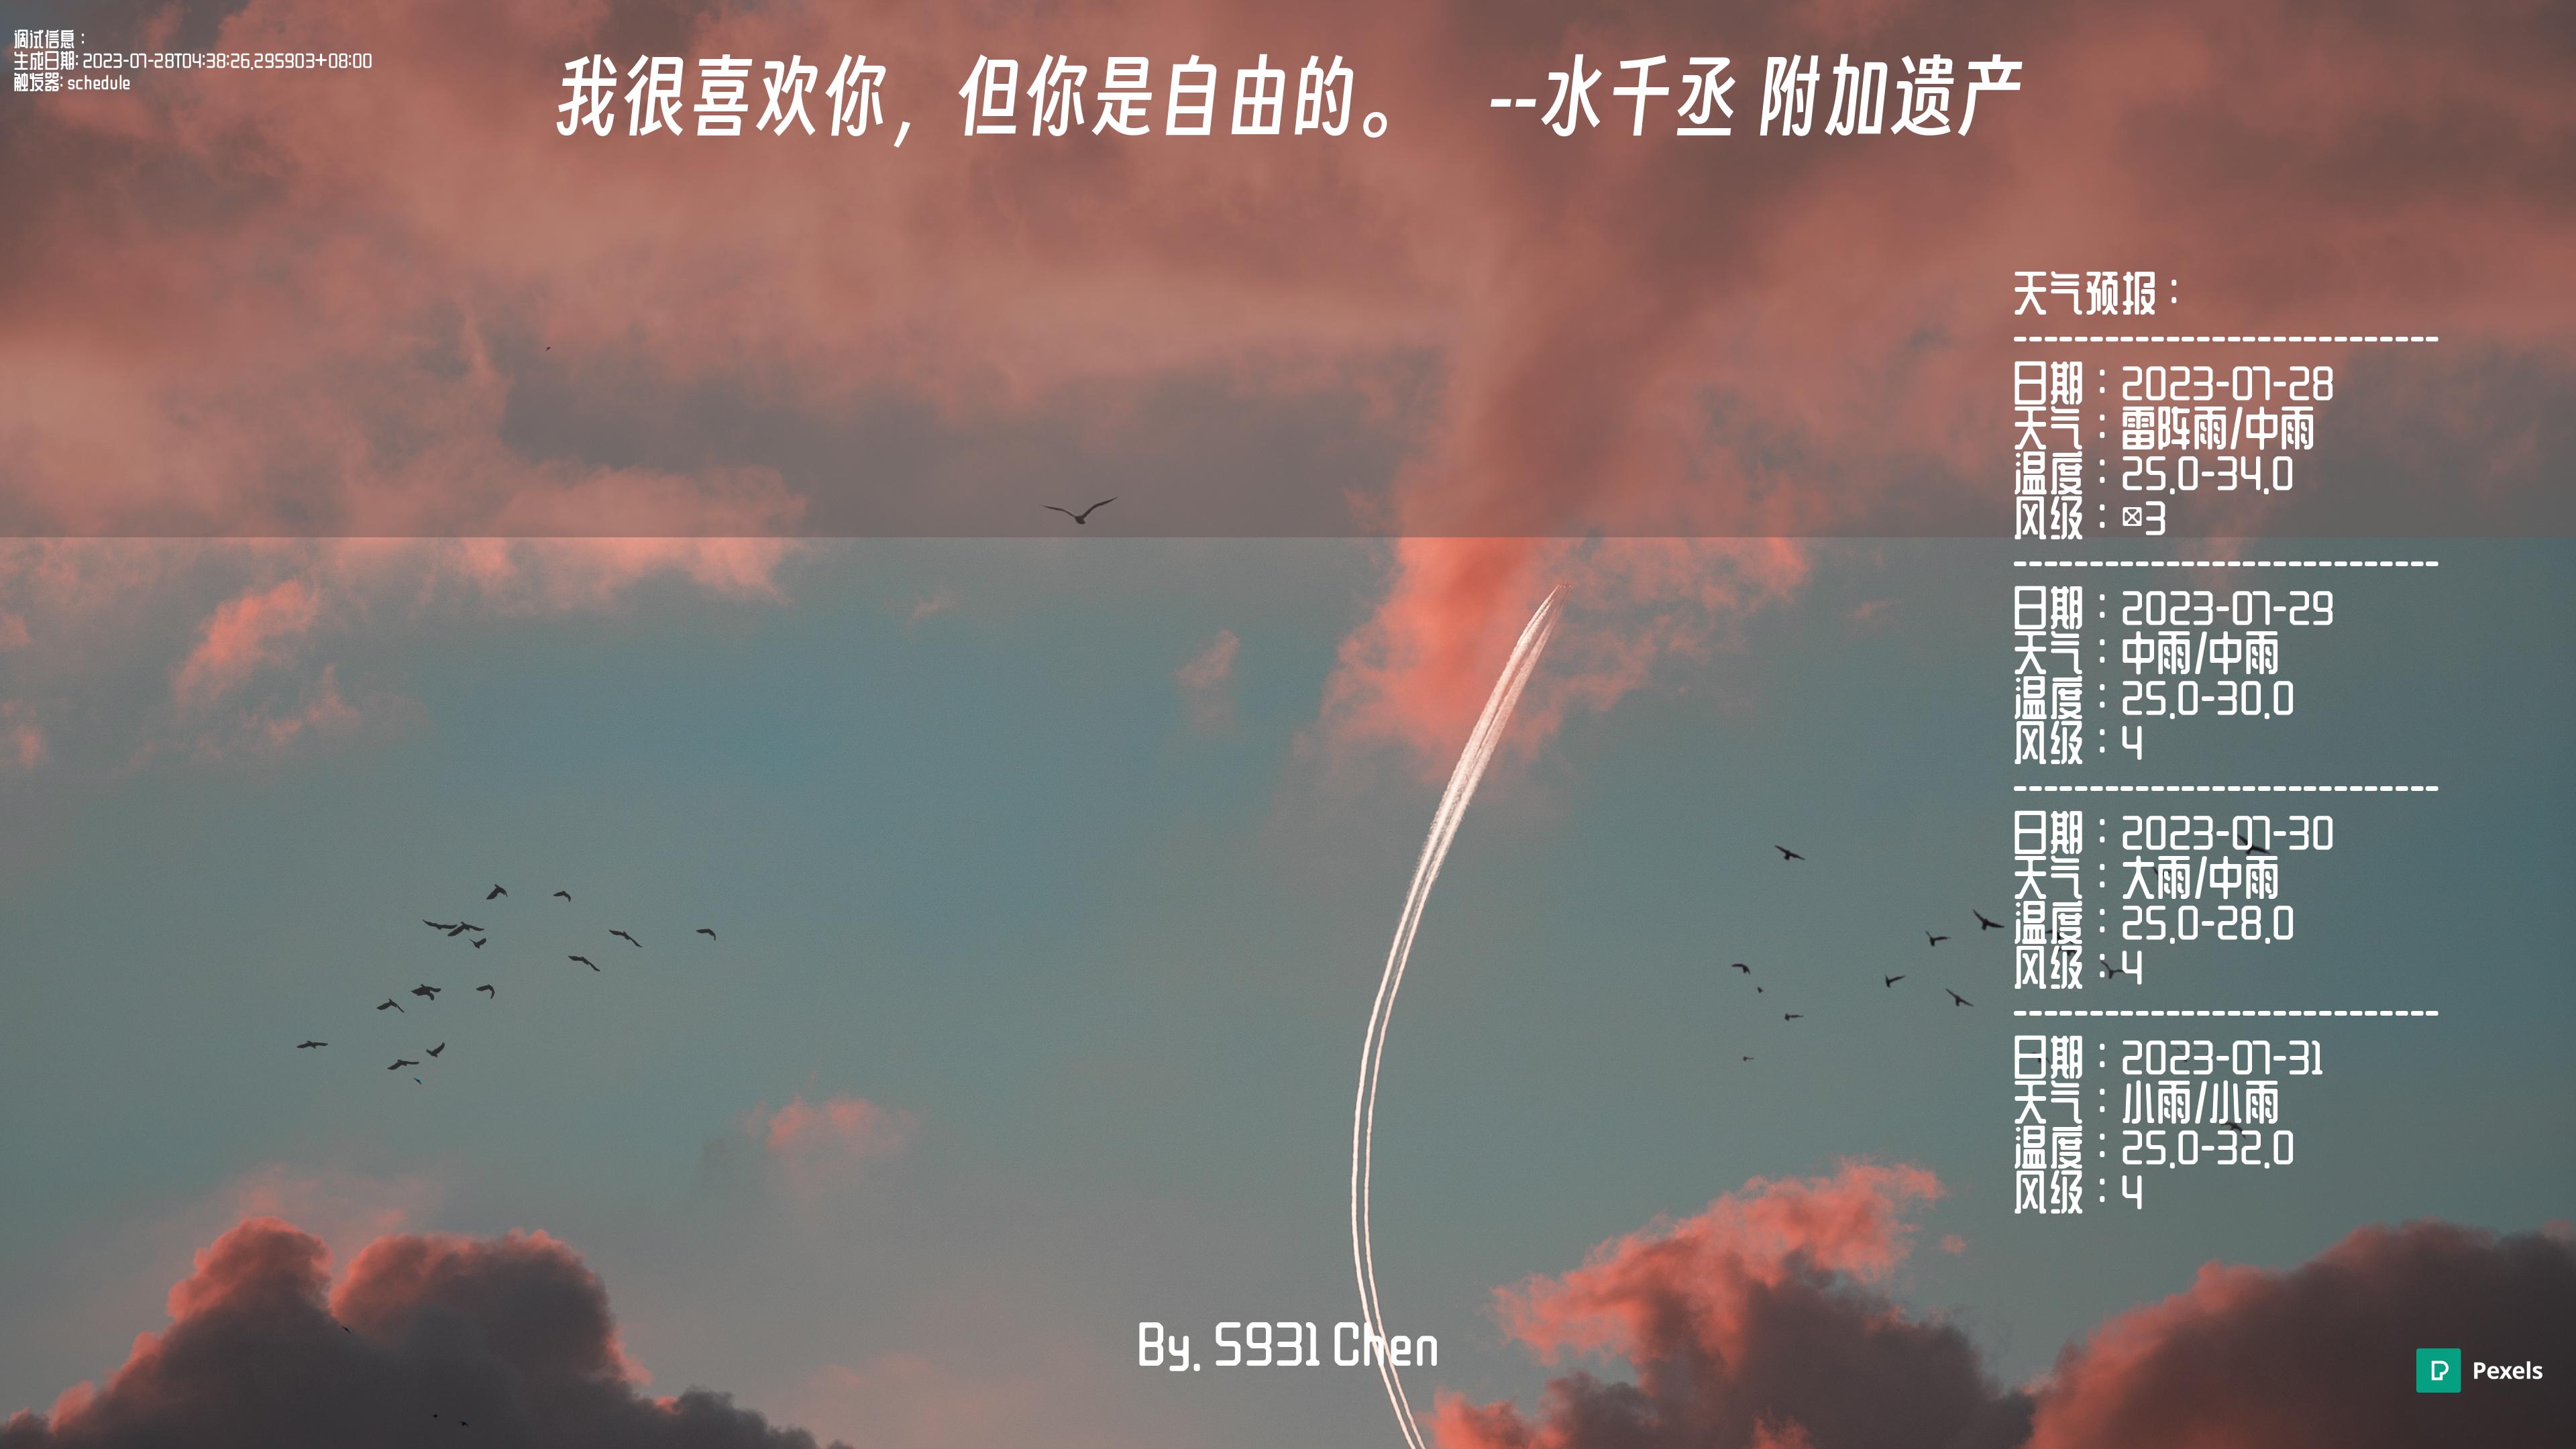 调试信息：
生成日期: 2023-07-28T04:38:26.295903+08:00
触发器: schedule
我很喜欢你，但你是自由的。 --水千丞 附加遗产
天气预报：
----------------------------
日期：2023-07-28
天气：雷阵雨/中雨
温度：25.0-34.0
风级：☒3
----------------------------
日期：2023-07-29
天气：中雨/中雨
温度：25.0-30.0
风级：4
----------------------------
日期：2023-07-30
天气：大雨/中雨
温度：25.0-28.0
风级：4
----------------------------
日期：2023-07-31
天气：小雨/小雨
温度：25.0-32.0
风级：4
By. S931 Chen
Pexels